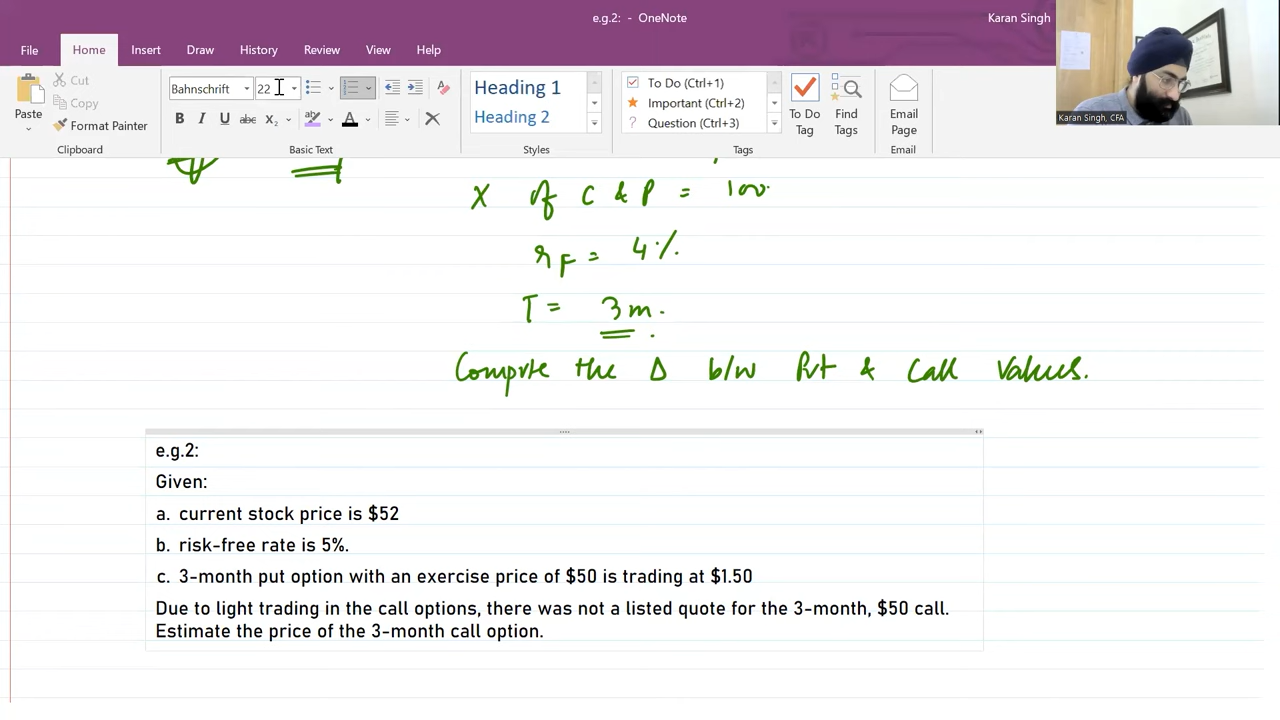 e.g.2: - OneNote
Karan Singh
File Home Insert Draw History Review View Help
Paste
Cut
Copy
Format Painter
Clipboard
Bahnschrift 22
B I U abc X₂ A
Basic Text
Heading 1
Heading 2
Styles
To Do (Ctrl+1)
Important (Ctrl+2)
Question (Ctrl+3)
To Do Tag
Find Tags
Tags
Email Page
Email
Karan Singh, CFA
X of C & P = 100.
r_F = 4%
T = 3m.
Compute the Δ b/w Put & Call Values.
e.g.2:
Given:
a. current stock price is $52
b. risk-free rate is 5%.
c. 3-month put option with an exercise price of $50 is trading at $1.50
Due to light trading in the call options, there was not a listed quote for the 3-month, $50 call.
Estimate the price of the 3-month call option.